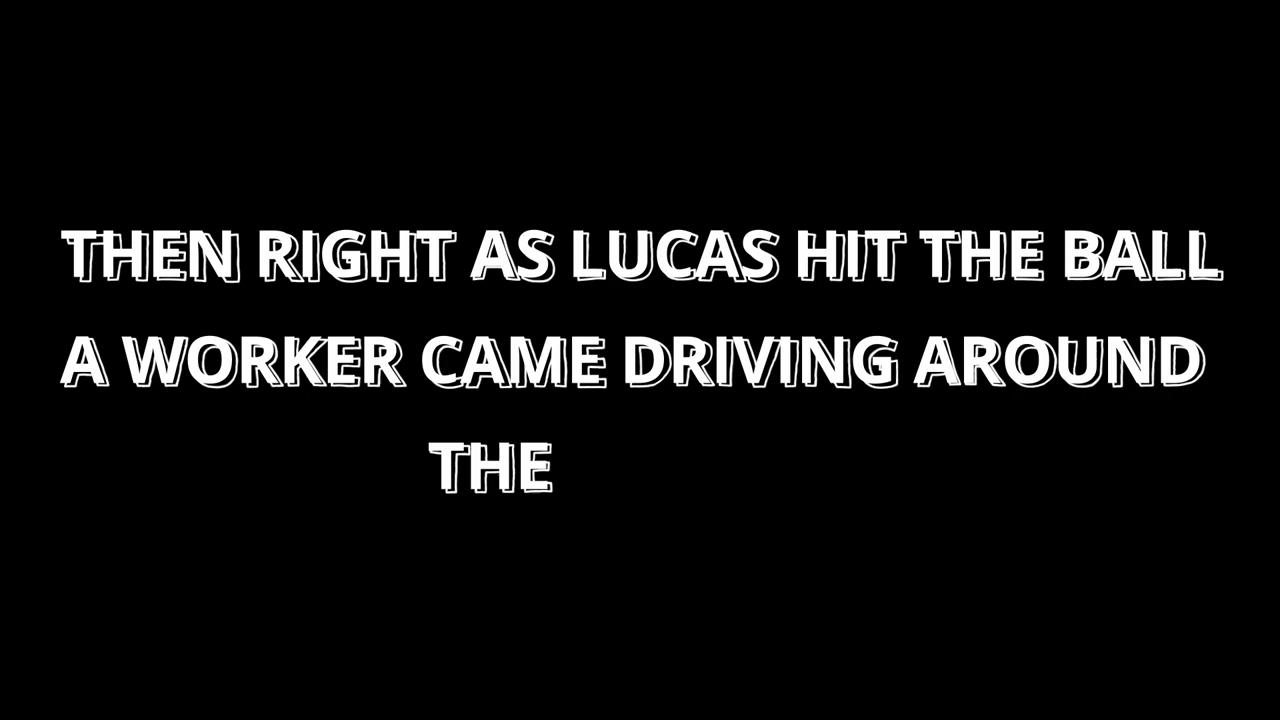 THEN RIGHT AS LUCAS HIT THE BALL
A WORKER CAME DRIVING AROUND
THE